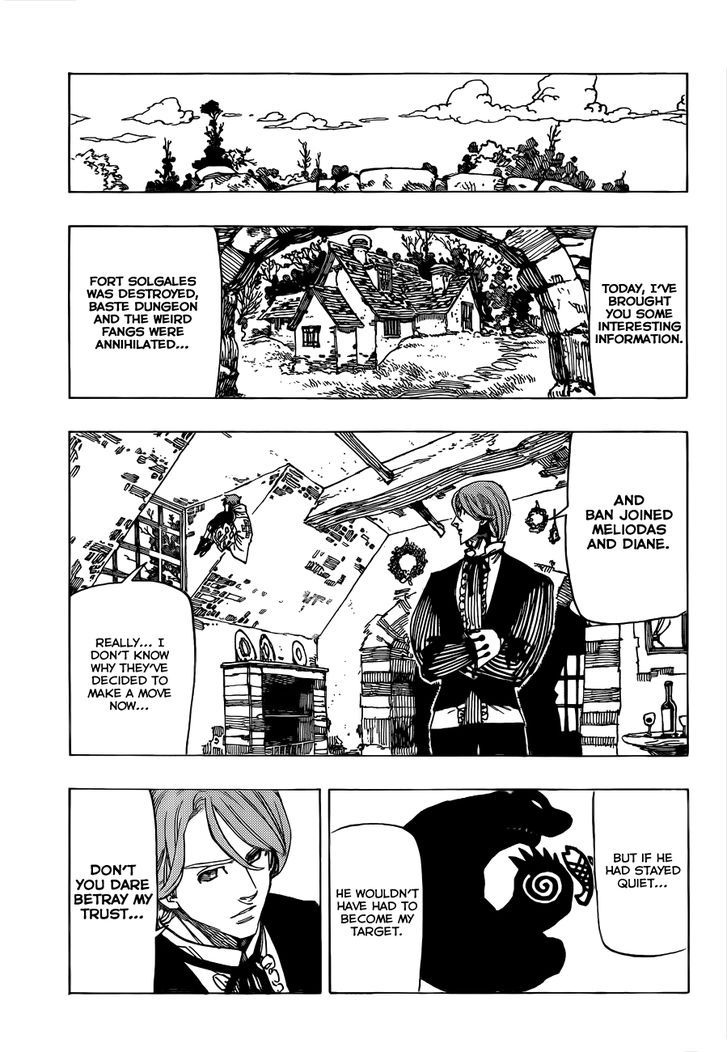 TODAY, I'VE
BROUGHT
YOU SOME
INTERESTING
INFORMATION.
FORT SOLGALES
WAS DESTROYED,
BASTE DUNGEON
AND THE WEIRD
FANGS WERE
ANNIHILATED...
AND
BAN JOINED
MELIODAS
AND DIANE.
REALLY... I
DON'T KNOW
WHY THEY'VE
DECIDED TO
MAKE A MOVE
NOW...
BUT IF HE
HAD STAYED
QUIET...
HE WOULDN'T
HAVE HAD TO
BECOME MY
TARGET.
DON'T
YOU DARE
BETRAY MY
TRUST...